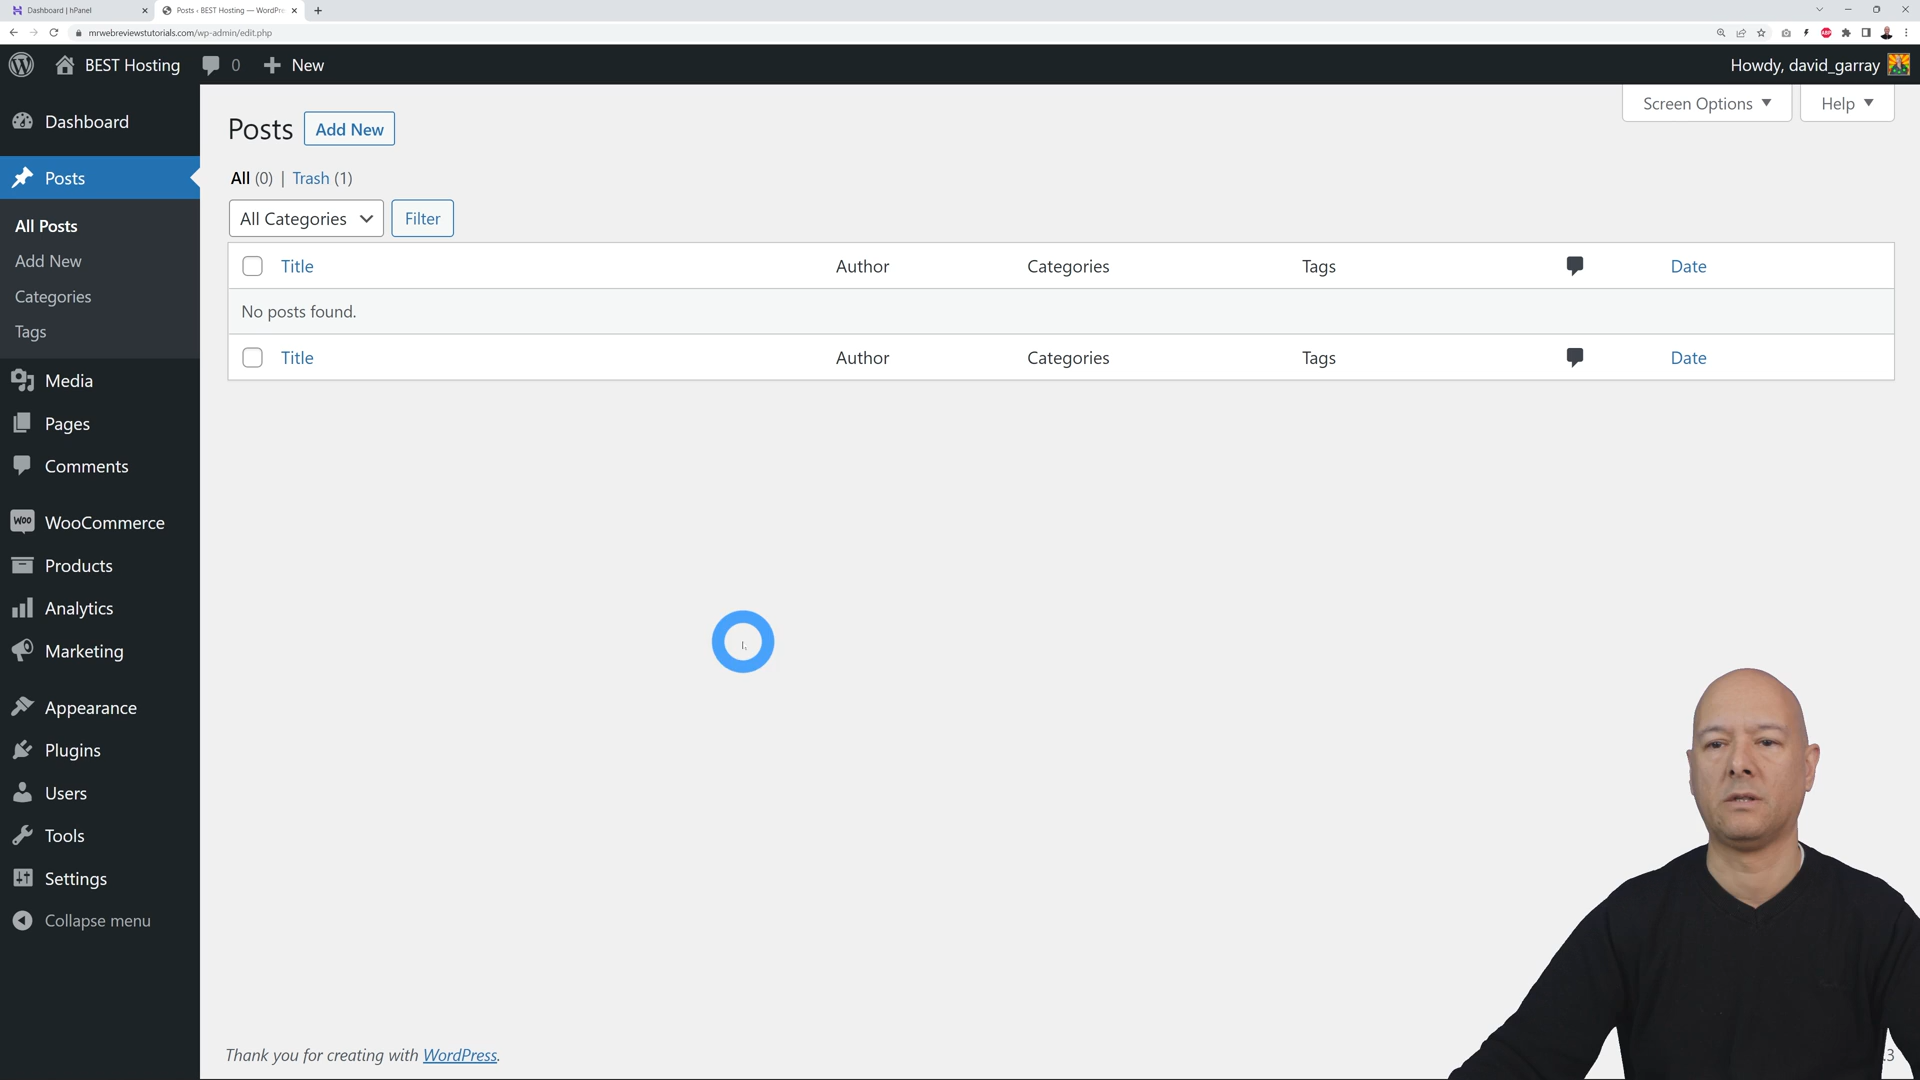 Dashboard | hPanel
Posts ‹ BEST Hosting — WordPre
mrwebreviewstutorials.com/wp-admin/edit.php
BEST Hosting
0
New
Howdy, david_garray
Screen Options
Help
Dashboard
Posts
All Posts
Add New
Categories
Tags
Media
Pages
Comments
WooCommerce
Products
Analytics
Marketing
Appearance
Plugins
Users
Tools
Settings
Collapse menu
Posts
Add New
All (0) | Trash (1)
All Categories
Filter
Title Author Categories Tags Date
No posts found.
Title Author Categories Tags Date
Thank you for creating with WordPress.
.3